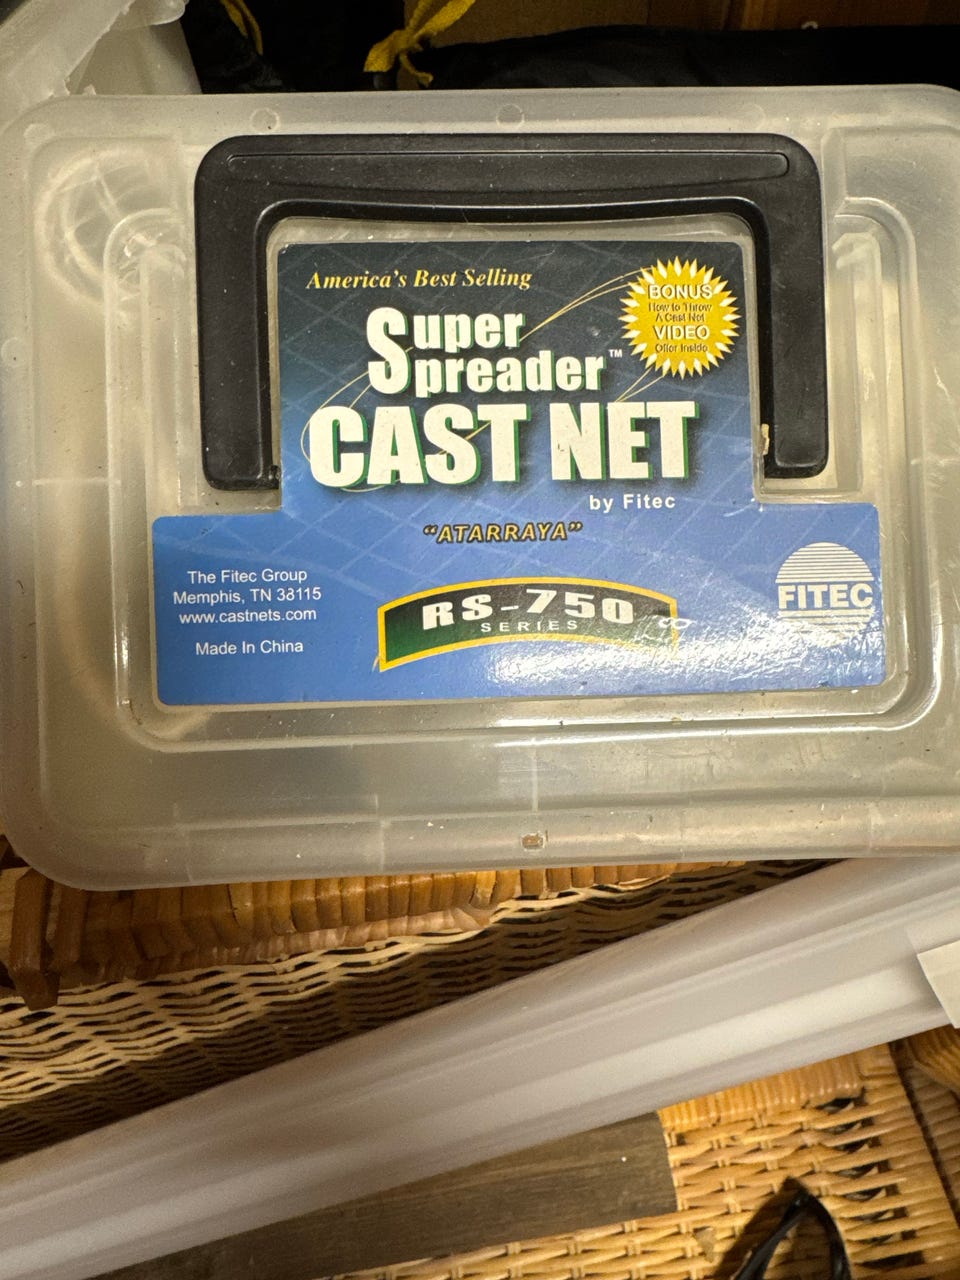 America's Best Selling
Super
Spreader™
CAST NET
by Fitec
BONUS
How to Throw
A Cast Net
VIDEO
Offer Inside
"ATARRAYA"
The Fitec Group
Memphis, TN 38115
www.castnets.com
Made In China
RS-750
SERIES
FITEC